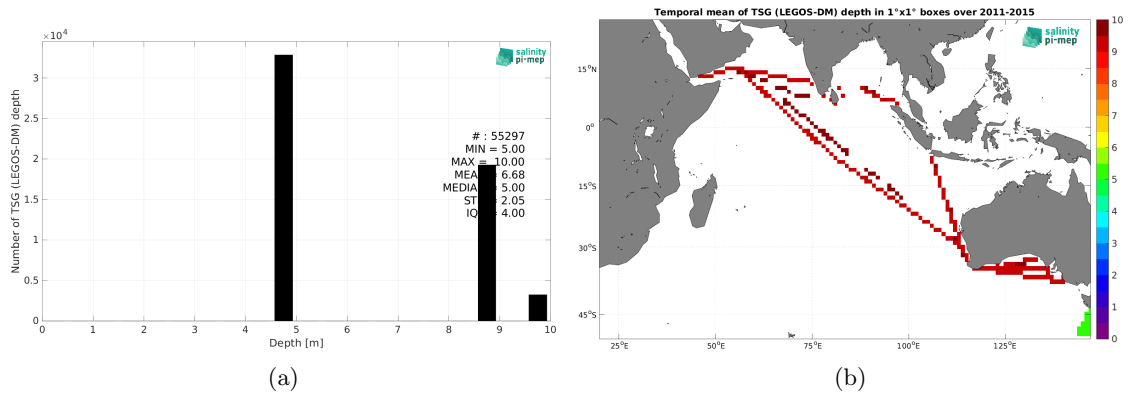 ×10⁴
3
2.5
2
1.5
1
0.5
0
Number of TSG (LEGOS-DM) depth
0 1 2 3 4 5 6 7 8 9 10
Depth [m]
salinity
pi-mep
# : 55297
MIN = 5.00
MAX = 10.00
6.68
5.00
2.05
4.00
(a)
Temporal mean of TSG (LEGOS-DM) depth in 1°x1° boxes over 2011-2015
salinity
pi-mep
15°N
0°
15°S
30°S
45°S
25°E 50°E 75°E 100°E 125°E
10
9
8
7
6
5
4
3
2
1
0
(b)